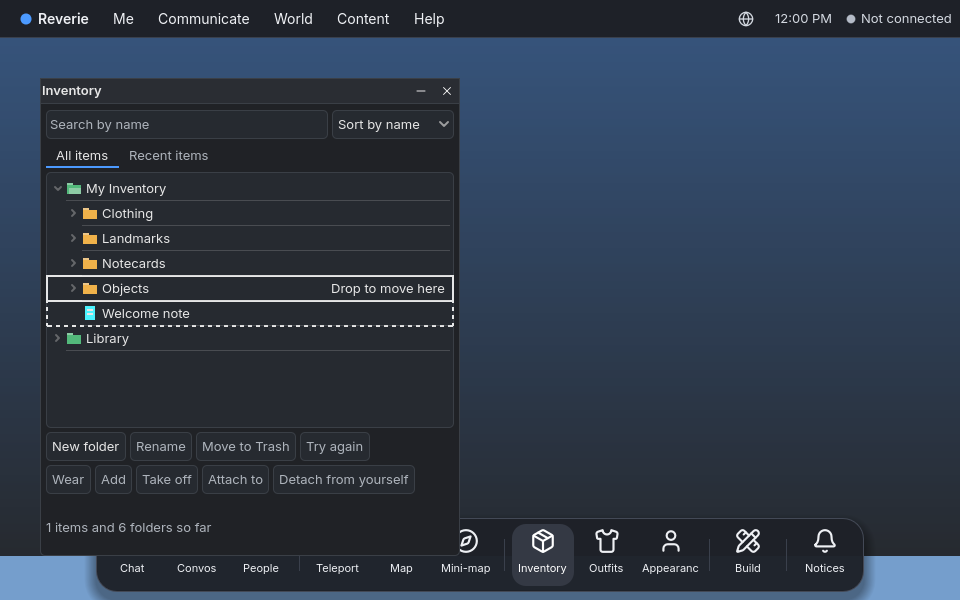 Reverie Me Communicate World Content Help 12:00 PM Not connected
Inventory
Search by name Sort by name
All items Recent items
My Inventory
Clothing
Landmarks
Notecards
Objects Drop to move here
Welcome note
Library
New folder Rename Move to Trash Try again
Wear Add Take off Attach to Detach from yourself
1 items and 6 folders so far
Chat Convos People Teleport Map Mini-map Inventory Outfits Appearanc Build Notices